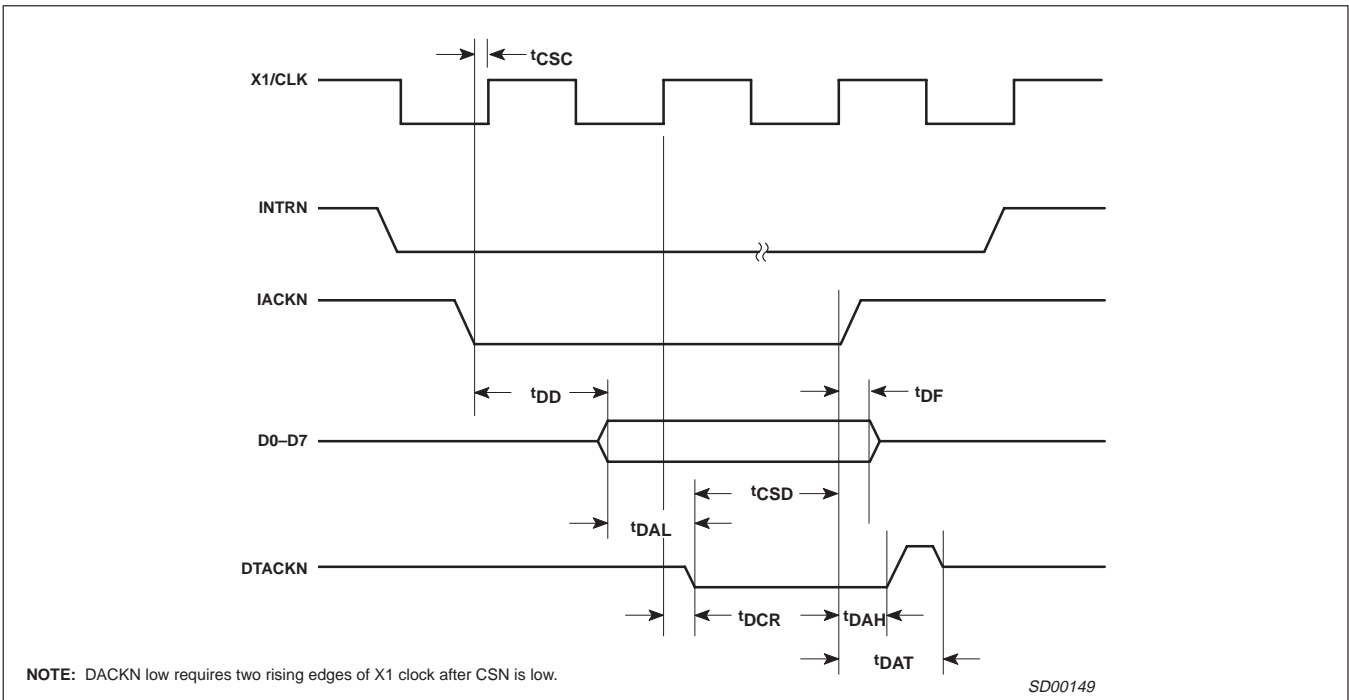 tCSC
X1/CLK
INTRN
IACKN
tDD
tDF
D0–D7
tCSD
tDAL
DTACKN
tDCR
tDAH
tDAT
NOTE: DACKN low requires two rising edges of X1 clock after CSN is low.
SD00149